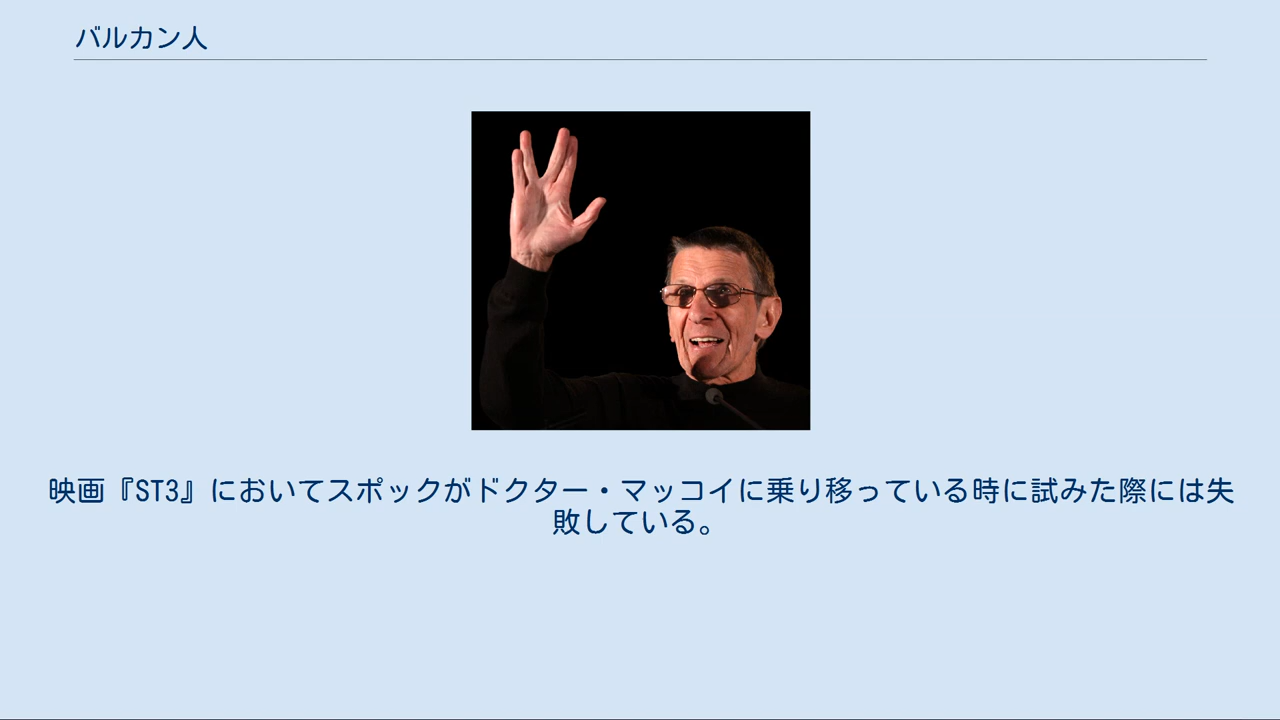 バルカン人
映画『ST3』においてスポックがドクター・マッコイに乗り移っている時に試みた際には失
敗している。